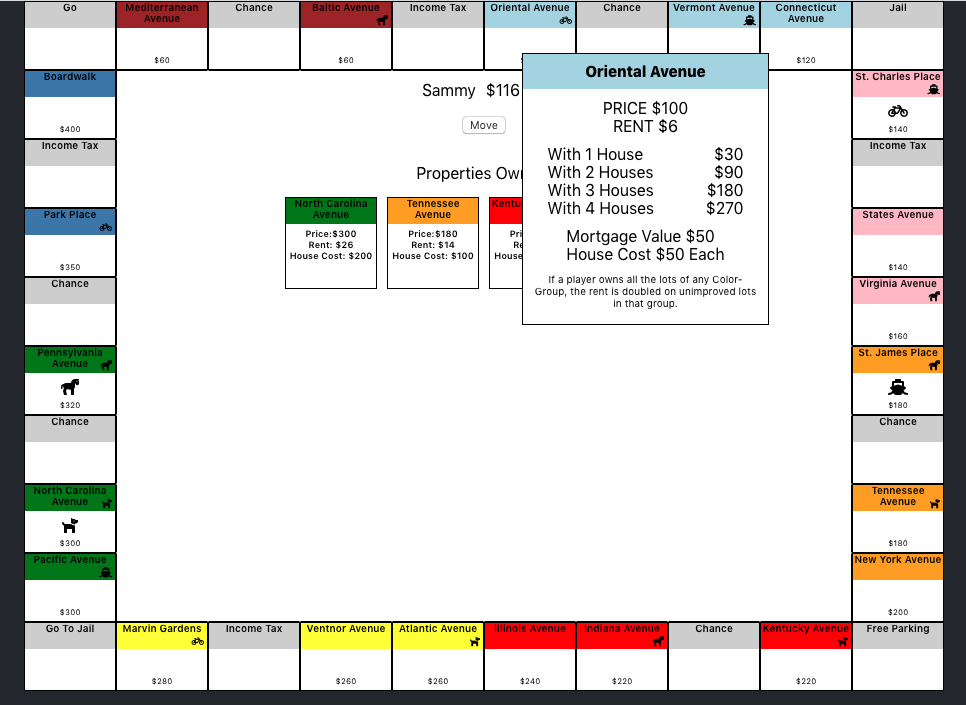 Go
Mediterranean
Avenue
$60
Chance
Baltic Avenue
$60
Income Tax
Oriental Avenue
Chance
Vermont Avenue
Connecticut
Avenue
$120
Jail
Boardwalk
$400
Income Tax
Park Place
$350
Chance
Pennsylvania
Avenue
$320
Chance
North Carolina
Avenue
$300
Pacific Avenue
$300
Sammy $116
Move
Properties Ow
North Carolina
Avenue
Price:$300
Rent: $26
House Cost: $200
Tennessee
Avenue
Price:$180
Rent: $14
House Cost: $100
Oriental Avenue
PRICE $100
RENT $6
With 1 House $30
With 2 Houses $90
With 3 Houses $180
With 4 Houses $270
Mortgage Value $50
House Cost $50 Each
If a player owns all the lots of any Color-
Group, the rent is doubled on unimproved lots
in that group.
St. Charles Place
$140
Income Tax
States Avenue
$140
Virginia Avenue
$160
St. James Place
$180
Chance
Tennessee
Avenue
$180
New York Avenue
$200
Go To Jail
Marvin Gardens
$280
Income Tax
Ventnor Avenue
$260
Atlantic Avenue
$260
Illinois Avenue
$240
Indiana Avenue
$220
Chance
Kentucky Avenue
$220
Free Parking